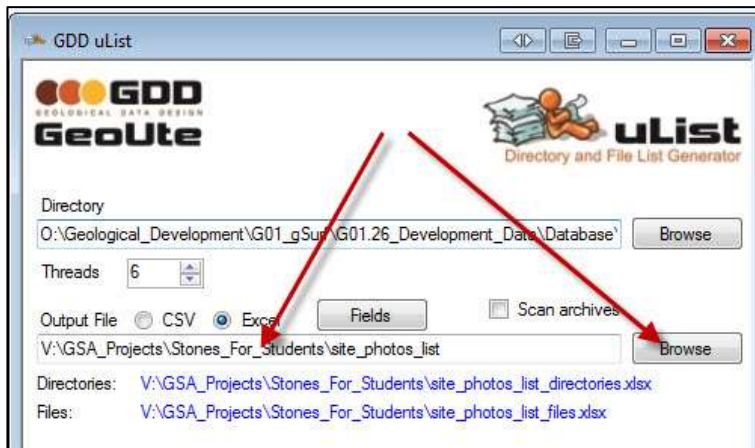 GDD uList
GDD
GEOLOGICAL DATA DESIGN
GeoUte
uList
Directory and File List Generator
Directory
O:\Geological_Development\G01_gSurf\G01.26_Development_Data\Database\
Browse
Threads 6
Output File CSV Excel Fields Scan archives
V:\GSA_Projects\Stones_For_Students\site_photos_list
Browse
Directories: V:\GSA_Projects\Stones_For_Students\site_photos_list_directories.xlsx
Files: V:\GSA_Projects\Stones_For_Students\site_photos_list_files.xlsx